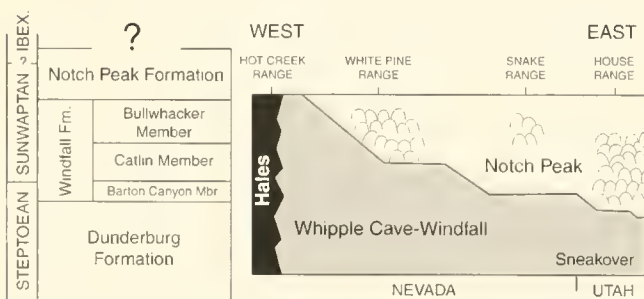 STEPTOEAN
SUNWAPTAN
? IBEX.
?
Notch Peak Formation
Windfall Fm.
Bullwhacker
Member
Catlin Member
Barton Canyon Mbr
Dunderburg
Formation
WEST
EAST
HOT CREEK
RANGE
WHITE PINE
RANGE
SNAKE
RANGE
HOUSE
RANGE
Hales
Notch Peak
Whipple Cave-Windfall
Sneakover
NEVADA
UTAH